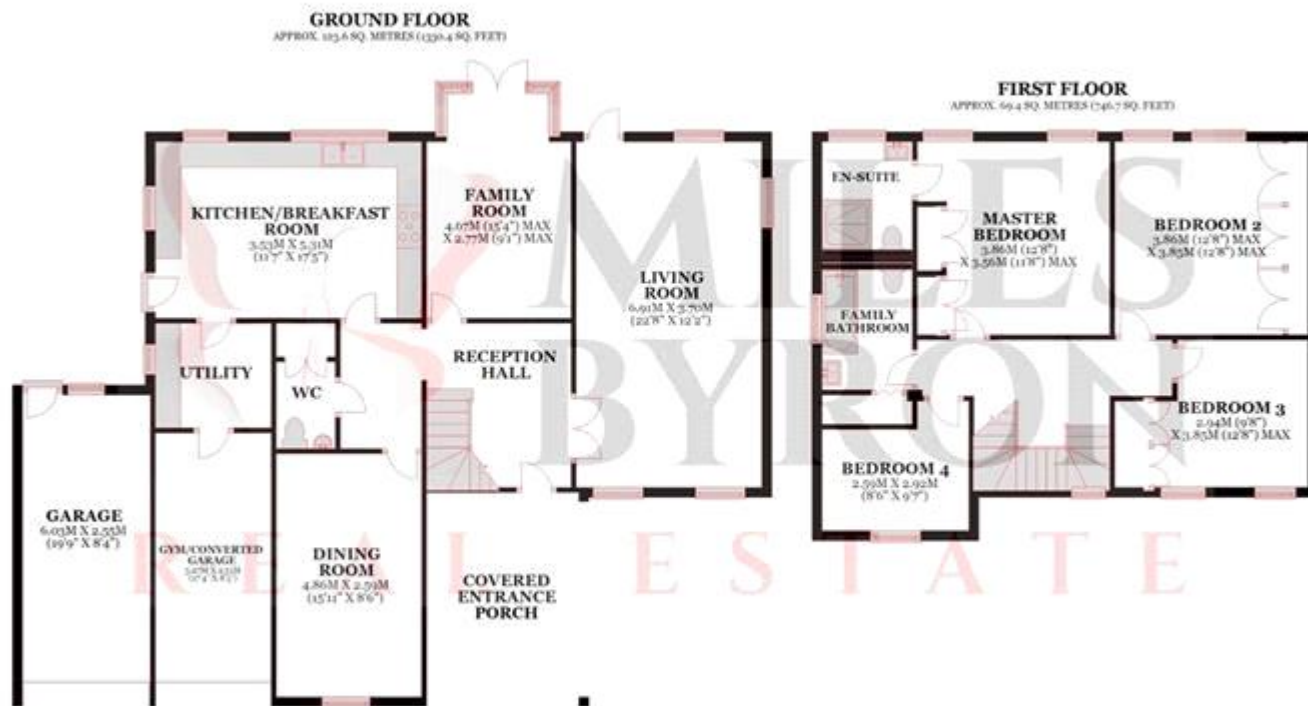 GROUND FLOOR
APPROX. 123.6 SQ. METRES (1330.4 SQ. FEET)
KITCHEN/BREAKFAST
ROOM
3.53M X 5.31M
(11'7" X 17'5")
FAMILY
ROOM
4.67M (15'4") MAX
X 2.77M (9'1") MAX
LIVING
ROOM
6.91M X 3.70M
(22'8" X 12'2")
UTILITY
WC
RECEPTION
HALL
GARAGE
6.03M X 2.55M
(19'9" X 8'4")
GYM/CONVERTED
GARAGE
DINING
ROOM
4.86M X 2.59M
(15'11" X 8'6")
COVERED
ENTRANCE
PORCH
FIRST FLOOR
APPROX. 69.4 SQ. METRES (746.7 SQ. FEET)
EN-SUITE
MASTER
BEDROOM
3.86M (12'8")
X 3.56M (11'8") MAX
BEDROOM 2
3.86M (12'8") MAX
X 3.85M (12'8") MAX
FAMILY
BATHROOM
BEDROOM 3
2.94M (9'8")
X 3.85M (12'8") MAX
BEDROOM 4
2.59M X 2.92M
(8'6" X 9'7")
MILES
BYRON
REAL ESTATE